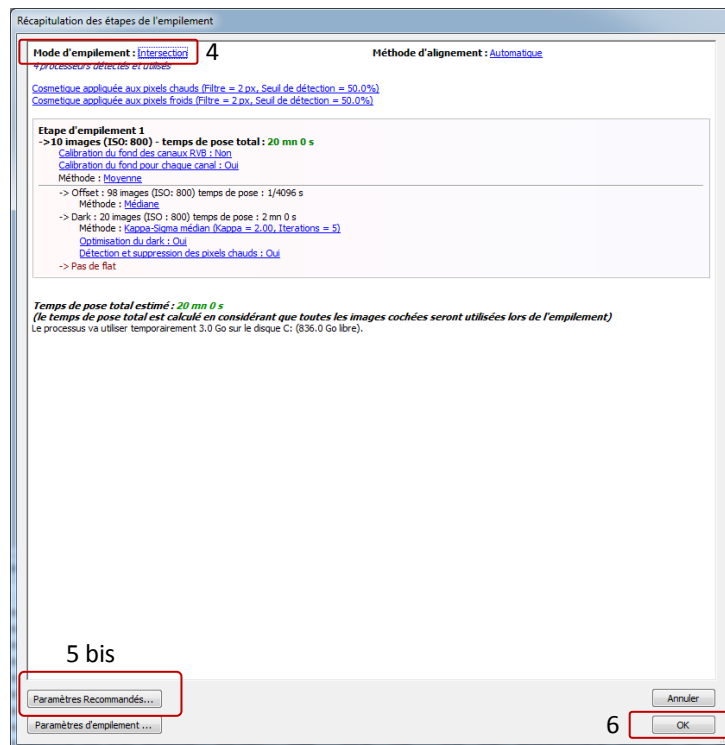 Récapitulation des étapes de l'empilement
Mode d'empilement : Intersection 4 Méthode d'alignement : Automatique
4 processeurs détectés et utilisés
Cosmetique appliquée aux pixels chauds (Filtre = 2 px, Seuil de détection = 50.0%)
Cosmetique appliquée aux pixels froids (Filtre = 2 px, Seuil de détection = 50.0%)
Etape d'empilement 1
->10 images (ISO: 800) - temps de pose total : 20 mn 0 s
Calibration du fond des canaux RVB : Non
Calibration du fond pour chaque canal : Oui
Méthode : Moyenne
-> Offset : 98 images (ISO: 800) temps de pose : 1/4096 s
Méthode : Médiane
-> Dark : 20 images (ISO : 800) temps de pose : 2 mn 0 s
Méthode : Kappa-Sigma médian (Kappa = 2.00, Iterations = 5)
Optimisation du dark : Oui
Détection et suppression des pixels chauds : Oui
-> Pas de flat
Temps de pose total estimé : 20 mn 0 s
(le temps de pose total est calculé en considérant que toutes les images cochées seront utilisées lors de l'empilement)
Le processus va utiliser temporairement 3.0 Go sur le disque C: (836.0 Go libre).
5 bis
Paramètres Recommandés... Annuler
Paramètres d'empilement ... 6 OK